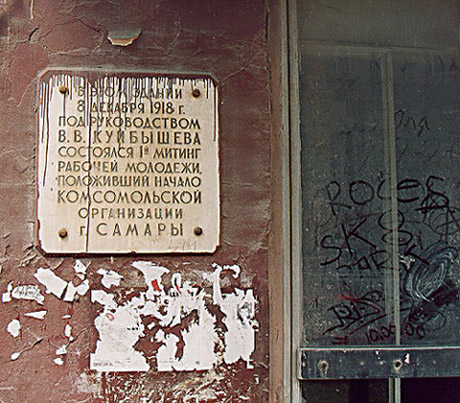 В ЭТОМ ЗДАНИИ
8 ДЕКАБРЯ 1918 г.
ПОД РУКОВОДСТВОМ
В.В. КУЙБЫШЕВА
СОСТОЯЛСЯ 1й МИТИНГ
РАБОЧЕЙ МОЛОДЕЖИ,
ПОЛОЖИВШИЙ НАЧАЛО
КОМСОМОЛЬСКОЙ
ОРГАНИЗАЦИИ
г. САМАРЫ